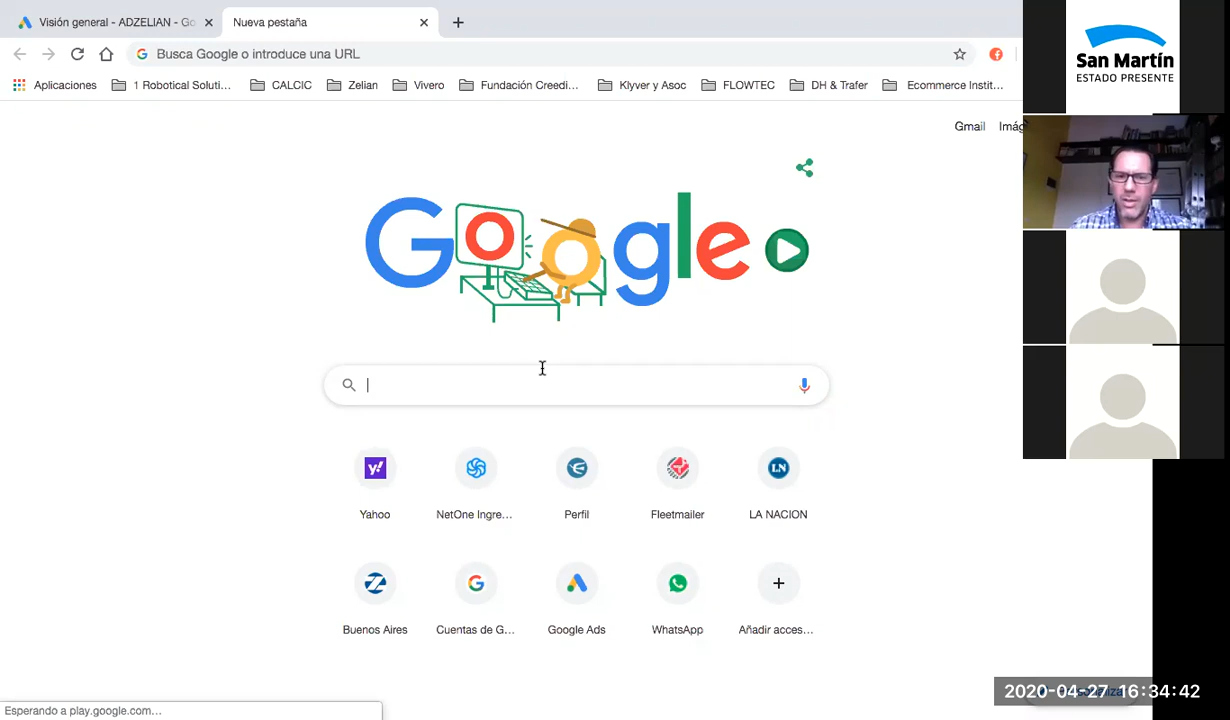 Visión general - ADZELIAN - Go
Nueva pestaña
Busca Google o introduce una URL
Aplicaciones
1 Robotical Soluti...
CALCIC
Zelian
Vivero
Fundación Creedi...
Klyver y Asoc
FLOWTEC
DH & Trafer
Ecommerce Instit...
San Martín
ESTADO PRESENTE
Gmail
Imág
Google
y!
LN
Yahoo
NetOne Ingre...
Perfil
Fleetmailer
LA NACION
Buenos Aires
Cuentas de G...
Google Ads
WhatsApp
Añadir acces...
2020-04-27 16:34:42
Esperando a play.google.com...